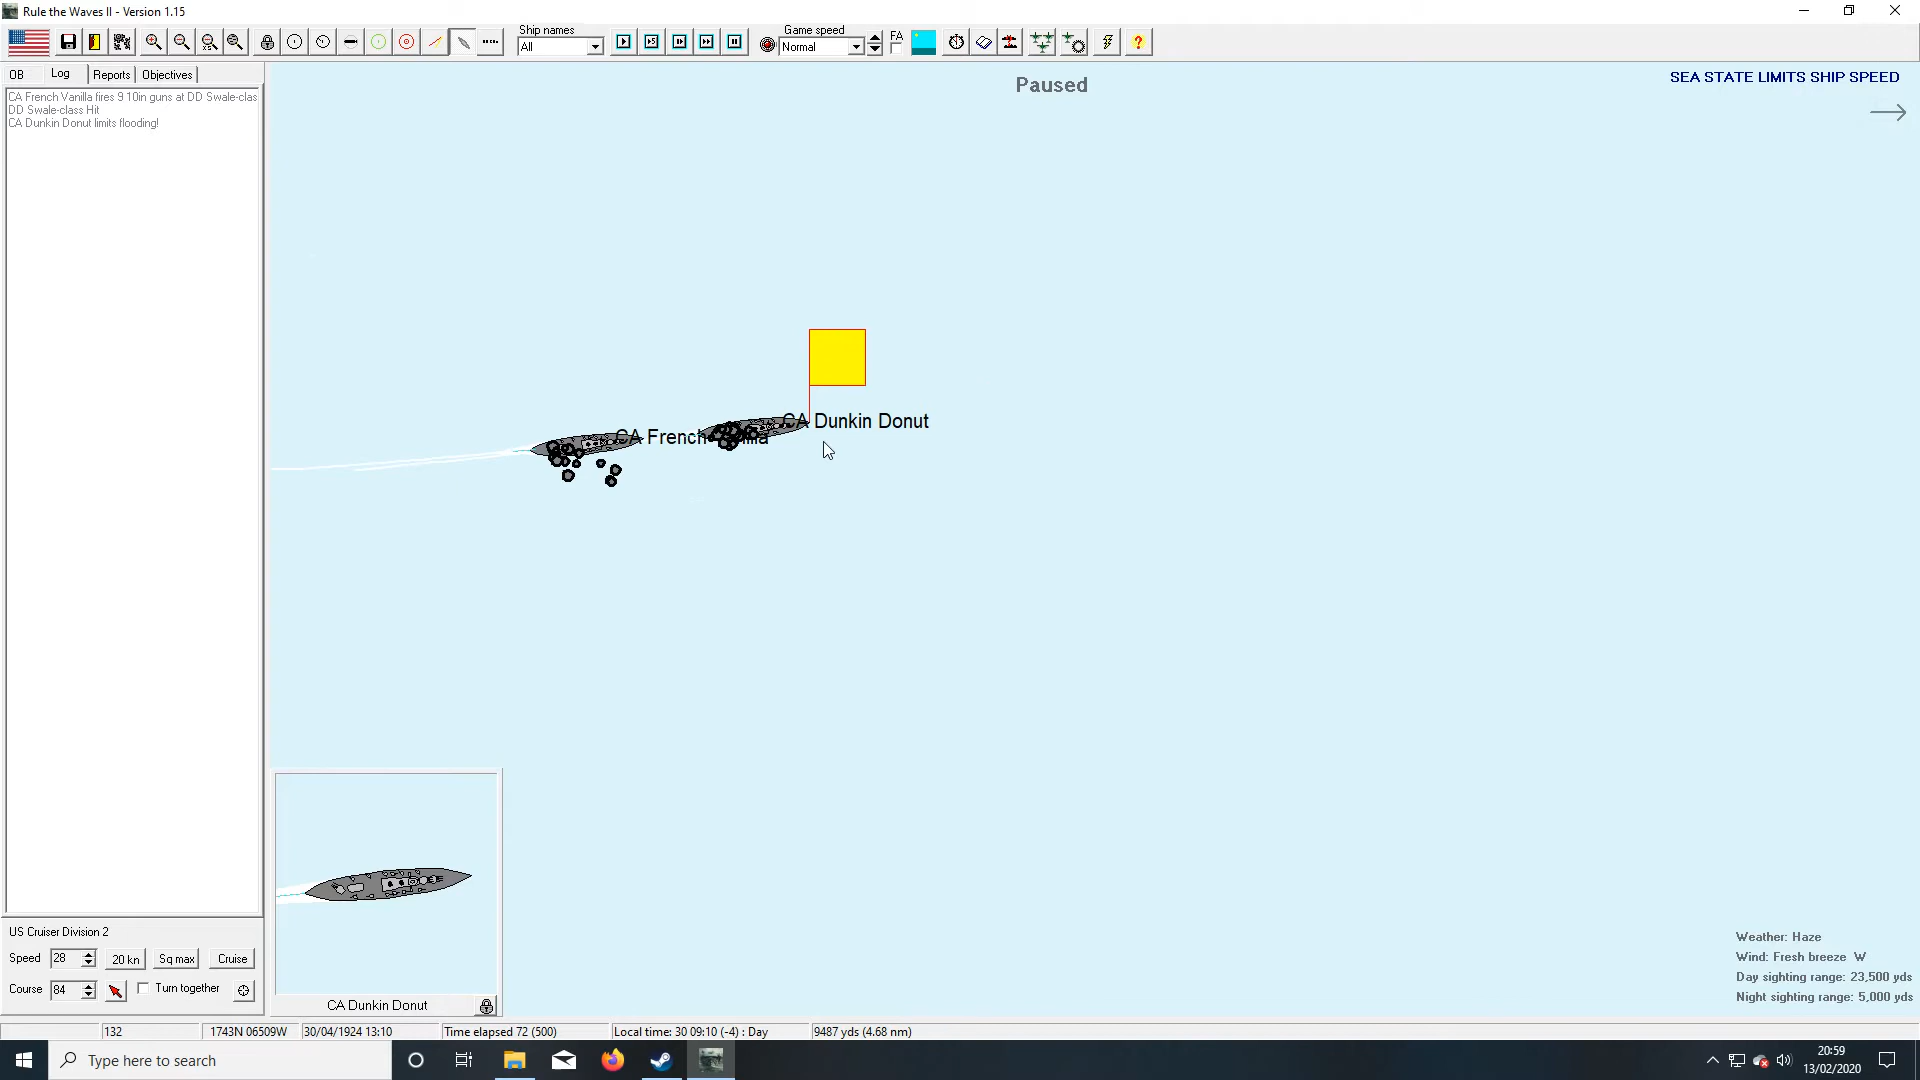 Rule the Waves II - Version 1.15
Ship names
All
Game speed
Normal
FA
OB
Log
Reports
Objectives
CA French Vanilla fires 9 10in guns at DD Swale-clas
DD Swale-class Hit
CA Dunkin Donut limits flooding!
Paused
SEA STATE LIMITS SHIP SPEED
CA Dunkin Donut
CA French
US Cruiser Division 2
Speed 28 20 kn Sq max Cruise
Course 84 Turn together
CA Dunkin Donut
Weather: Haze
Wind: Fresh breeze W
Day sighting range: 23,500 yds
Night sighting range: 5,000 yds
132 1743N 06509W 30/04/1924 13:10 Time elapsed 72 (500) Local time: 30 09:10 (-4) : Day 9487 yds (4.68 nm)
Type here to search
20:59
13/02/2020